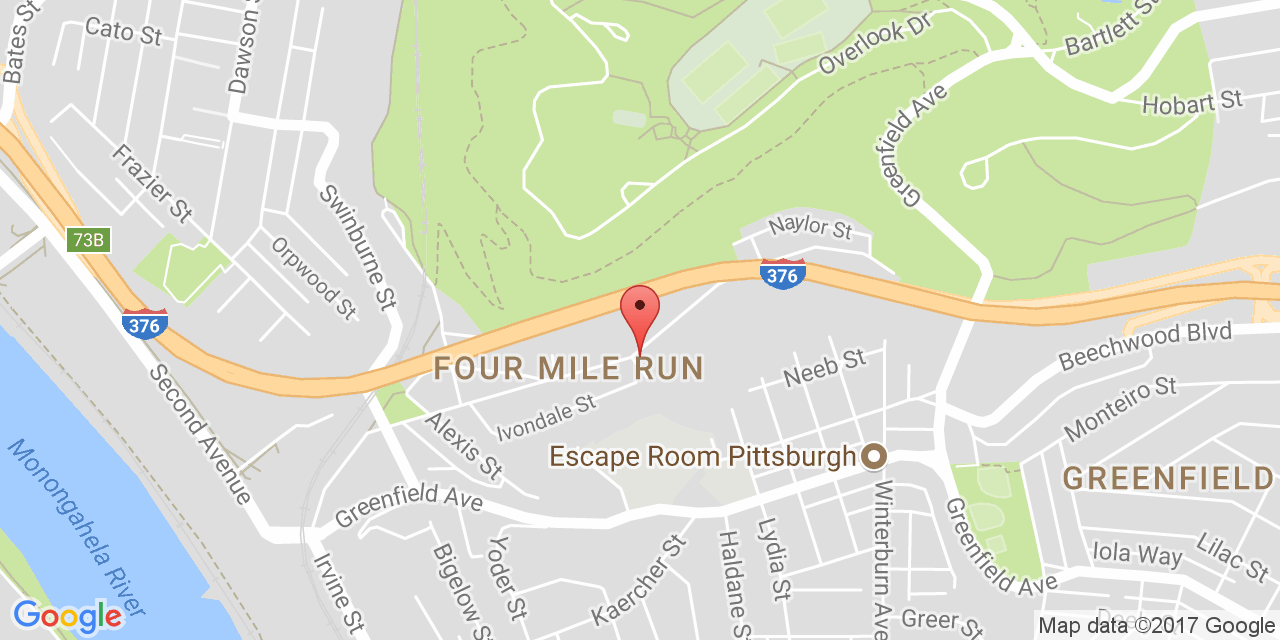 Bates St
Cato St
Dawson S
Overlook Dr
Bartlett St
Hobart St
Greenfield Ave
Frazier St
Swinburne St
Orpwood St
73B
Naylor St
376
376
Beechwood Blvd
FOUR MILE RUN
Neeb St
Second Avenue
Alexis St
Ivondale St
Monteiro St
Escape Room Pittsburgh
GREENFIELD
Monongahela River
Greenfield Ave
Winterburn Ave
Greenfield Ave
Irvine St
Bigelow S
Yoder St
Kaercher St
Haldane S
Lydia St
Iola Way
Lilac St
Greer St
Google
Map data ©2017 Google